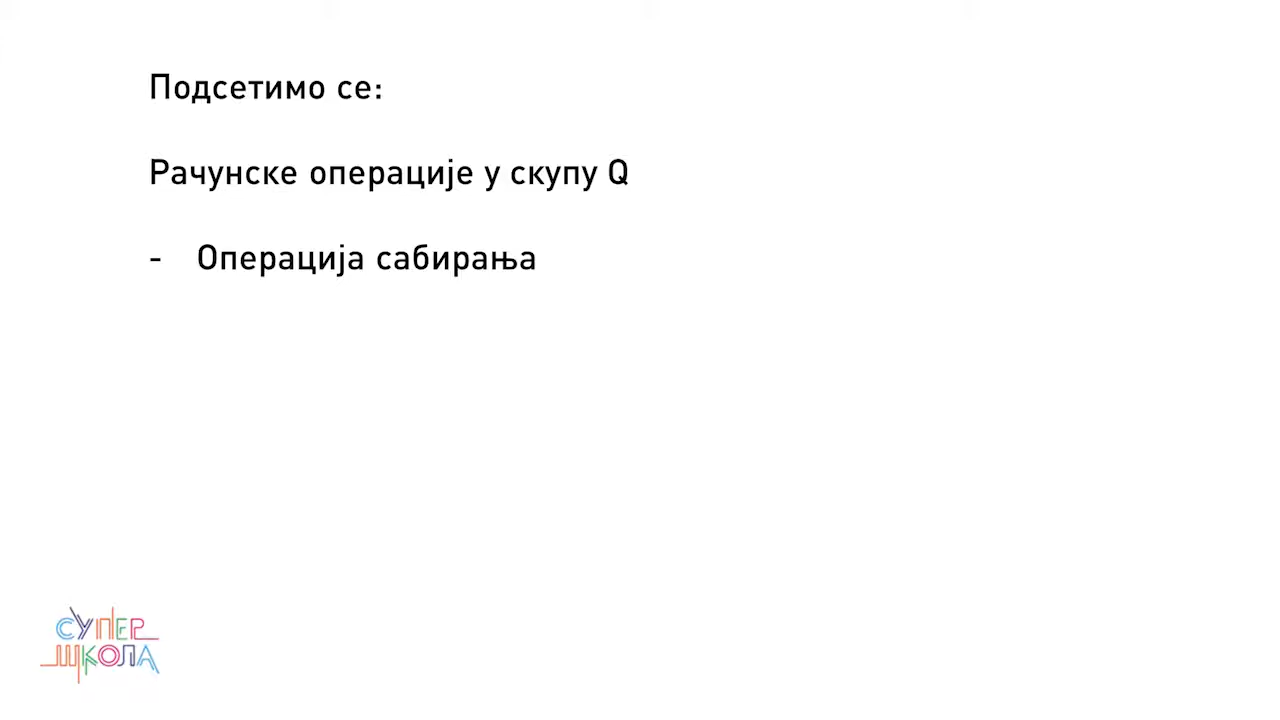 Подсетимо се:
Рачунске операције у скупу Q
- Операција сабирања
СУПЕР
ШКОЛА